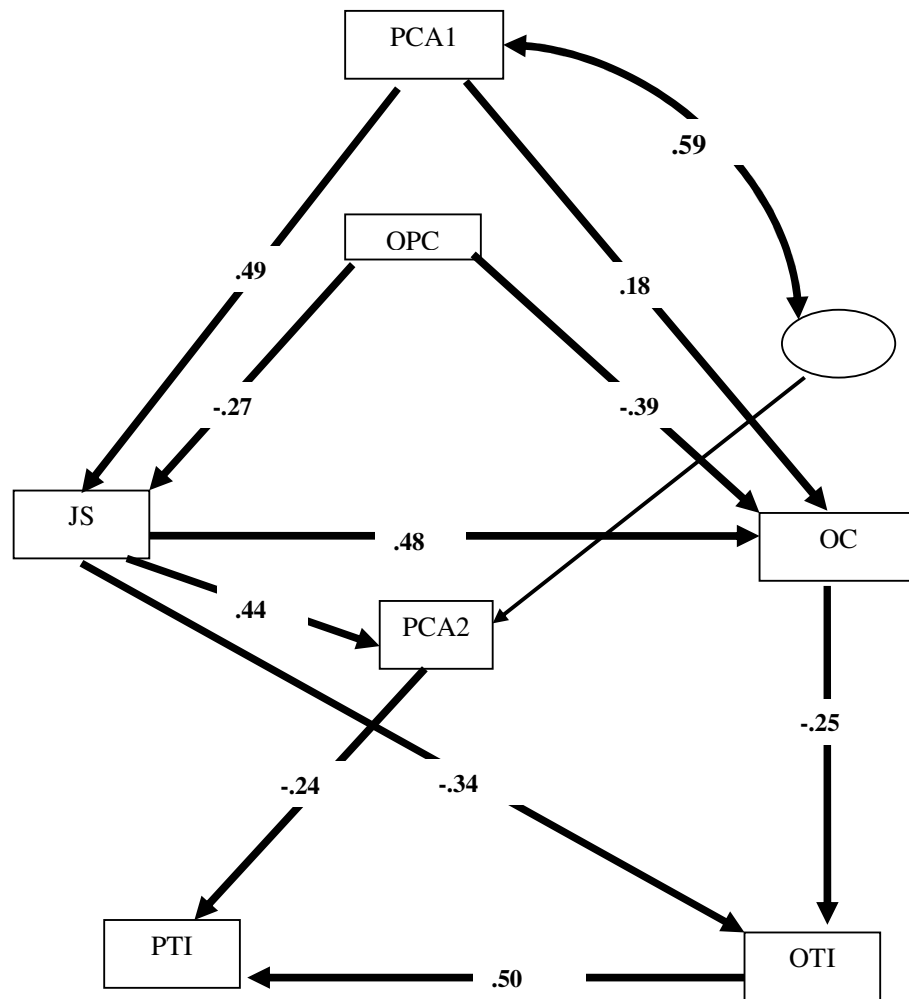 PCA1
.59
OPC
.49
.18
-.27
-.39
JS
.48
OC
.44
PCA2
-.25
-.24
-.34
PTI
.50
OTI